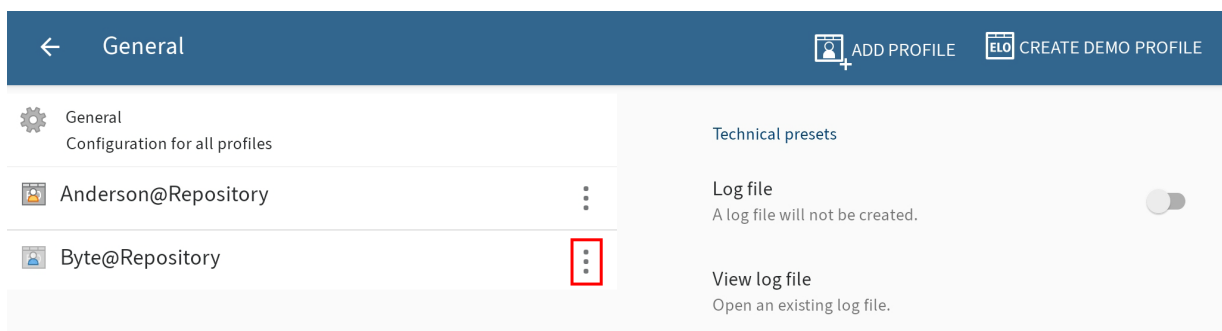 General
ADD PROFILE
ELO CREATE DEMO PROFILE
General
Configuration for all profiles
Anderson@Repository
Byte@Repository
Technical presets
Log file
A log file will not be created.
View log file
Open an existing log file.